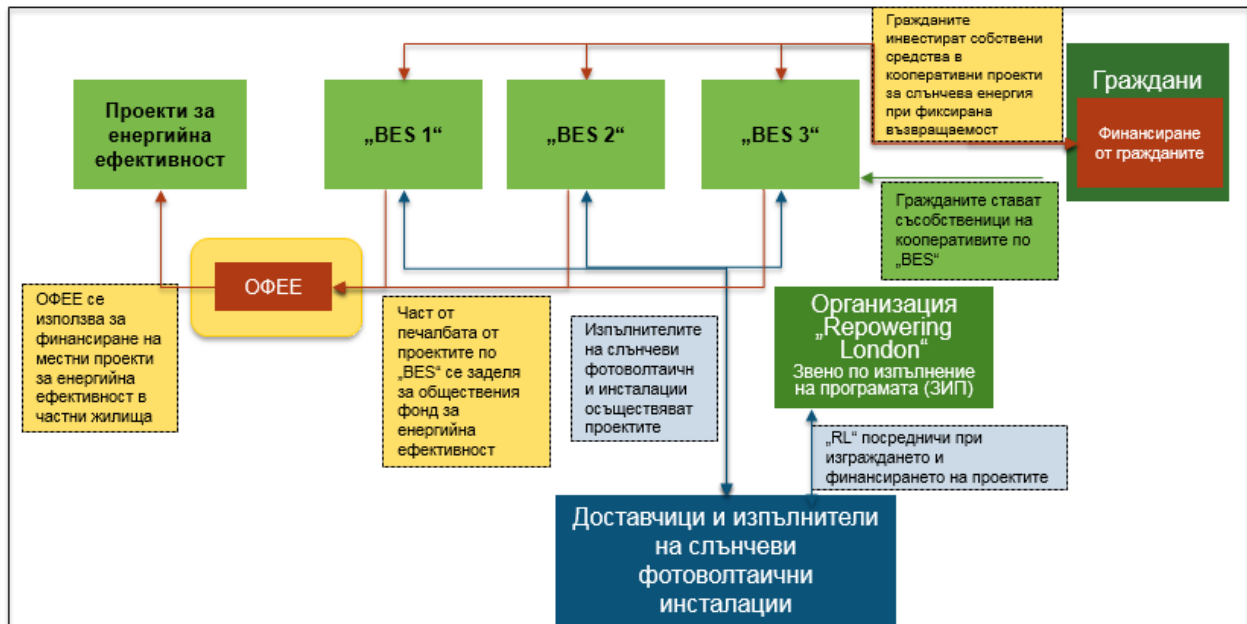 Проекти за
енергийна
ефективност
„BES 1“
„BES 2“
„BES 3“
Гражданите
инвестират собствени
средства в
кооперативни проекти
за слънчева енергия
при фиксирана
възвращаемост
Граждани
Финансиране
от гражданите
Гражданите стават
съсобственици на
кооперативите по
„BES“
ОФЕЕ
ОФЕЕ се
използва за
финансиране на
местни проекти
за енергийна
ефективност в
частни жилища
Част от
печалбата от
проектите по
„BES“ се заделя
за обществения
фонд за
енергийна
ефективност
Изпълнителите
на слънчеви
фотоволтаичн
и инсталации
осъществяват
проектите
Организация
„Repowering
London“
Звено по изпълнение
на програмата (ЗИП)
„RL“ посредничи при
изграждането и
финансирането на проектите
Доставчици и изпълнители
на слънчеви
фотоволтаични
инсталации